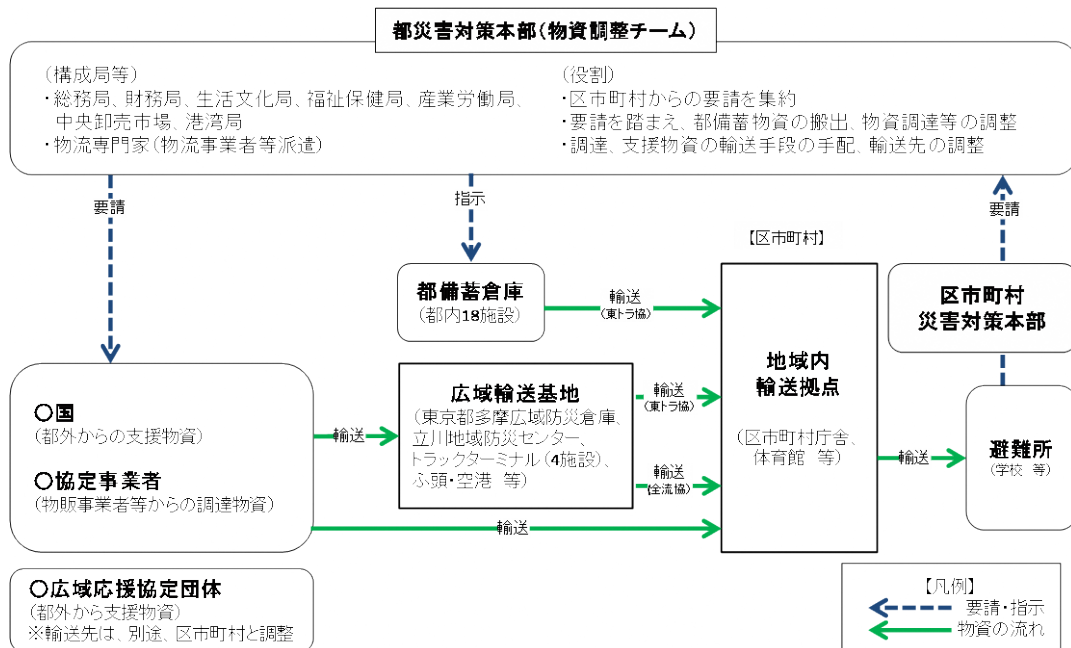 都災害対策本部(物資調整チーム)
(構成局等)
・総務局、財務局、生活文化局、福祉保健局、産業労働局、
中央卸売市場、港湾局
・物流専門家(物流事業者等派遣)
(役割)
・区市町村からの要請を集約
・要請を踏まえ、都備蓄物資の搬出、物資調達等の調整
・調達、支援物資の輸送手段の手配、輸送先の調整
要請
指示
要請
【区市町村】
都備蓄倉庫
(都内18施設)
輸送
(東トラ協)
区市町村
災害対策本部
地域内
輸送拠点
(区市町村庁舎、
体育館 等)
広域輸送基地
(東京都多摩広域防災倉庫、
立川地域防災センター、
トラックターミナル(4施設)、
ふ頭・空港 等)
輸送
(東トラ協)
輸送
(全流協)
○国
(都外からの支援物資)
○協定事業者
(物販事業者等からの調達物資)
輸送
輸送
輸送
避難所
(学校 等)
○広域応援協定団体
(都外から支援物資)
※輸送先は、別途、区市町村と調整
【凡例】
要請・指示
物資の流れ